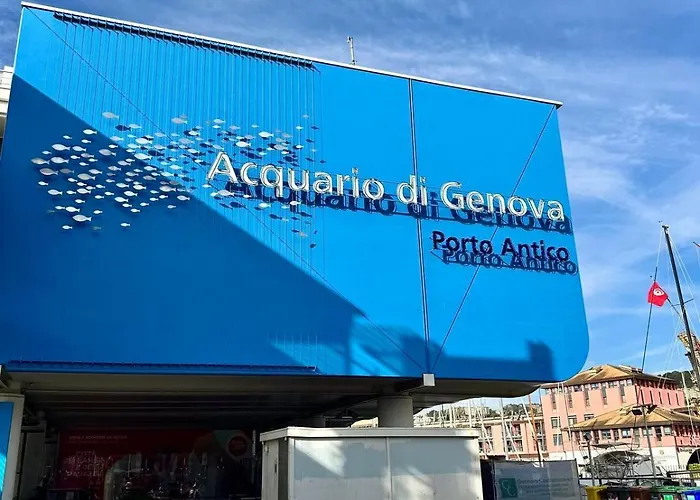 Acquario di Genova
Porto Antico